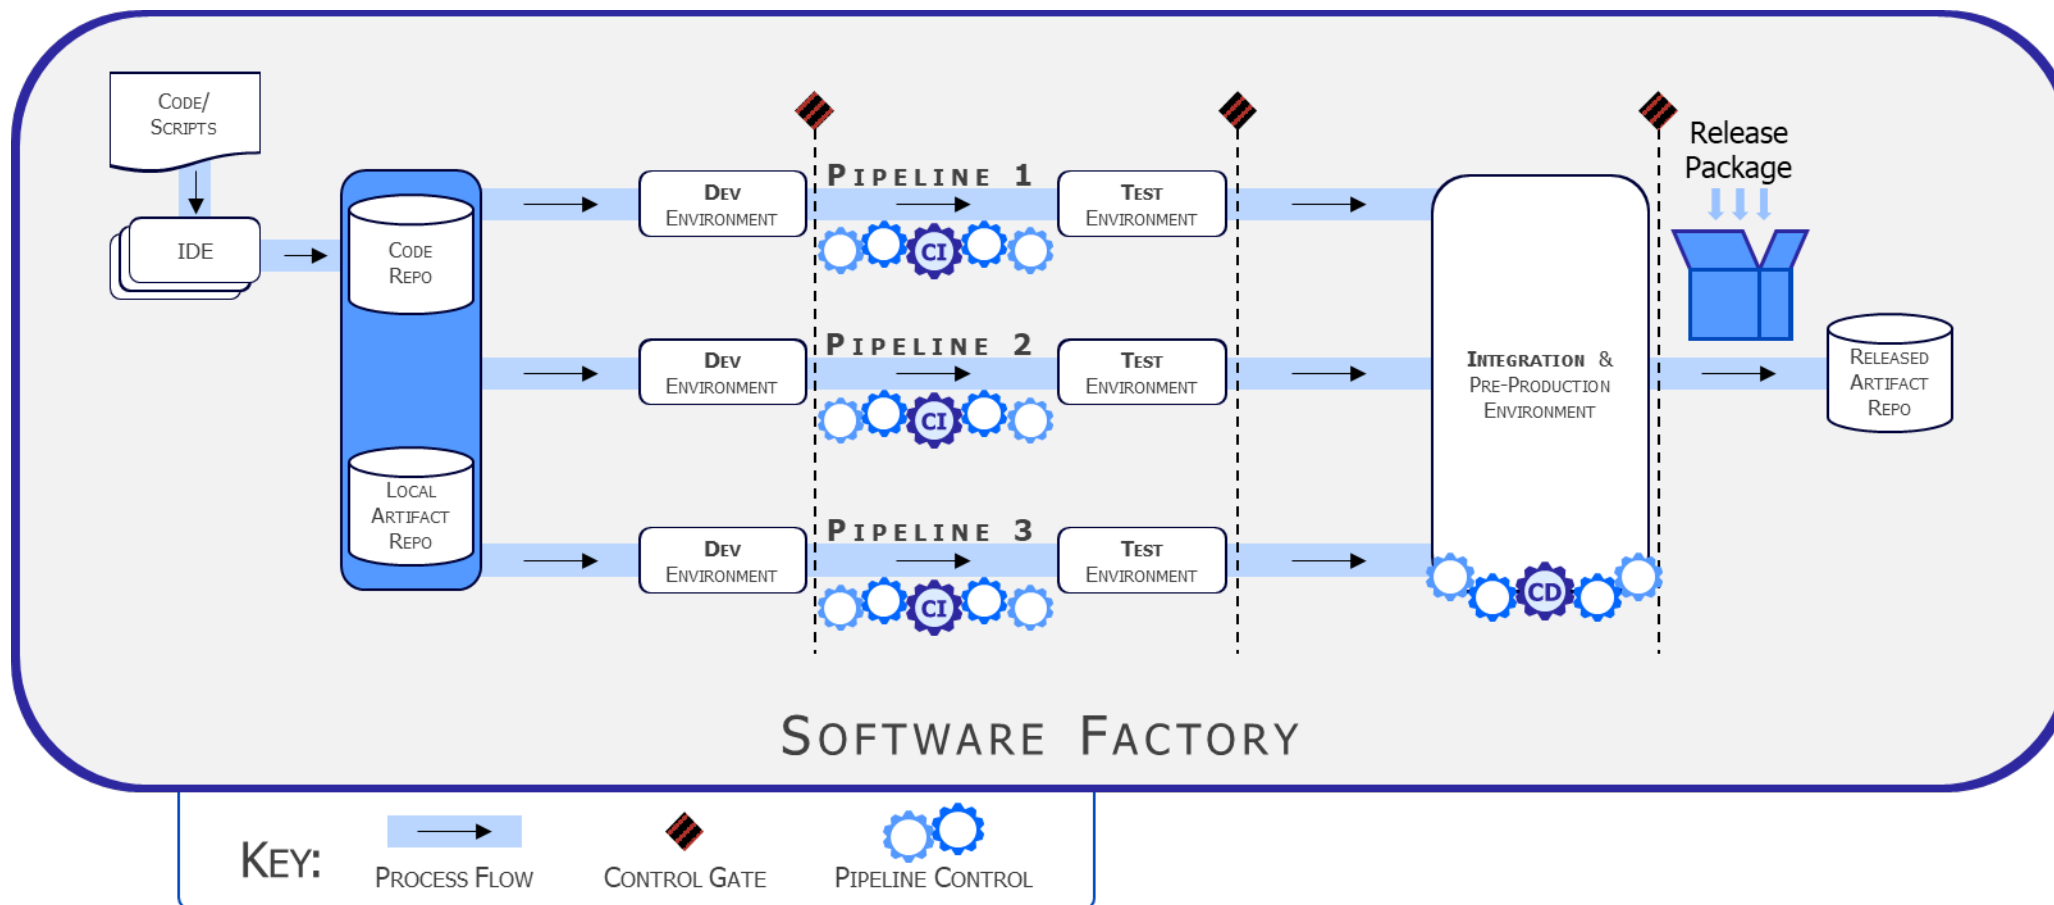 Code/
Scripts
IDE
Code
Repo
Local
Artifact
Repo
Dev
Environment
Pipeline 1
CI
Test
Environment
Dev
Environment
Pipeline 2
CI
Test
Environment
Dev
Environment
Pipeline 3
CI
Test
Environment
Integration &
Pre-Production
Environment
CD
Release
Package
Released
Artifact
Repo
Software Factory
Key:
Process Flow
Control Gate
Pipeline Control